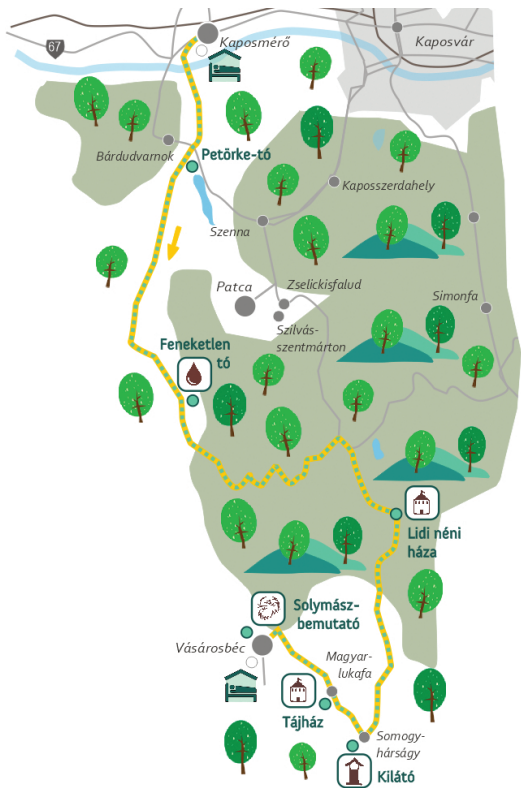 67
Kaposmérő
Kaposvár
Bárdudvarnok
Petörke-tó
Kaposszerdahely
Szenna
Patca
Zselickisfalud
Szilvás-
szentmárton
Simonfa
Feneketlen
tó
Lidi néni
háza
Solymász-
bemutató
Vásárosbéc
Magyar-
lukafa
Tájház
Somogy-
hárságy
Kilátó